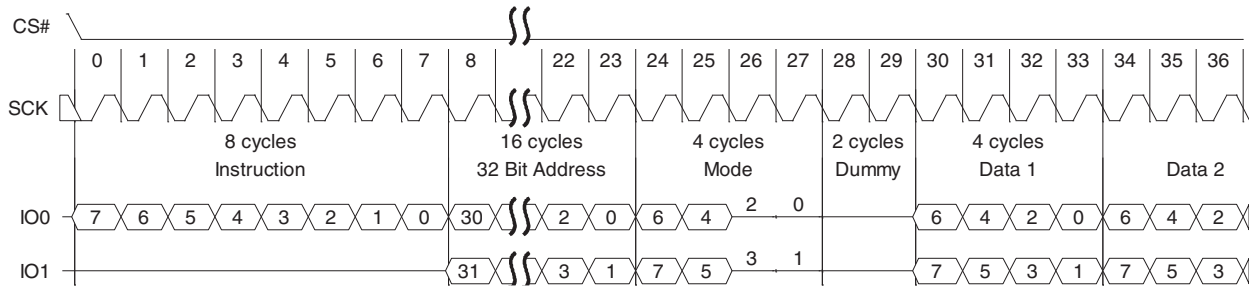 CS#
0 1 2 3 4 5 6 7 8 22 23 24 25 26 27 28 29 30 31 32 33 34 35 36
SCK
8 cycles 16 cycles 4 cycles 2 cycles 4 cycles
Instruction 32 Bit Address Mode Dummy Data 1 Data 2
IO0 7 6 5 4 3 2 1 0 30 2 0 6 4 2 0 6 4 2 0 6 4 2
IO1 31 3 1 7 5 3 1 7 5 3 1 7 5 3